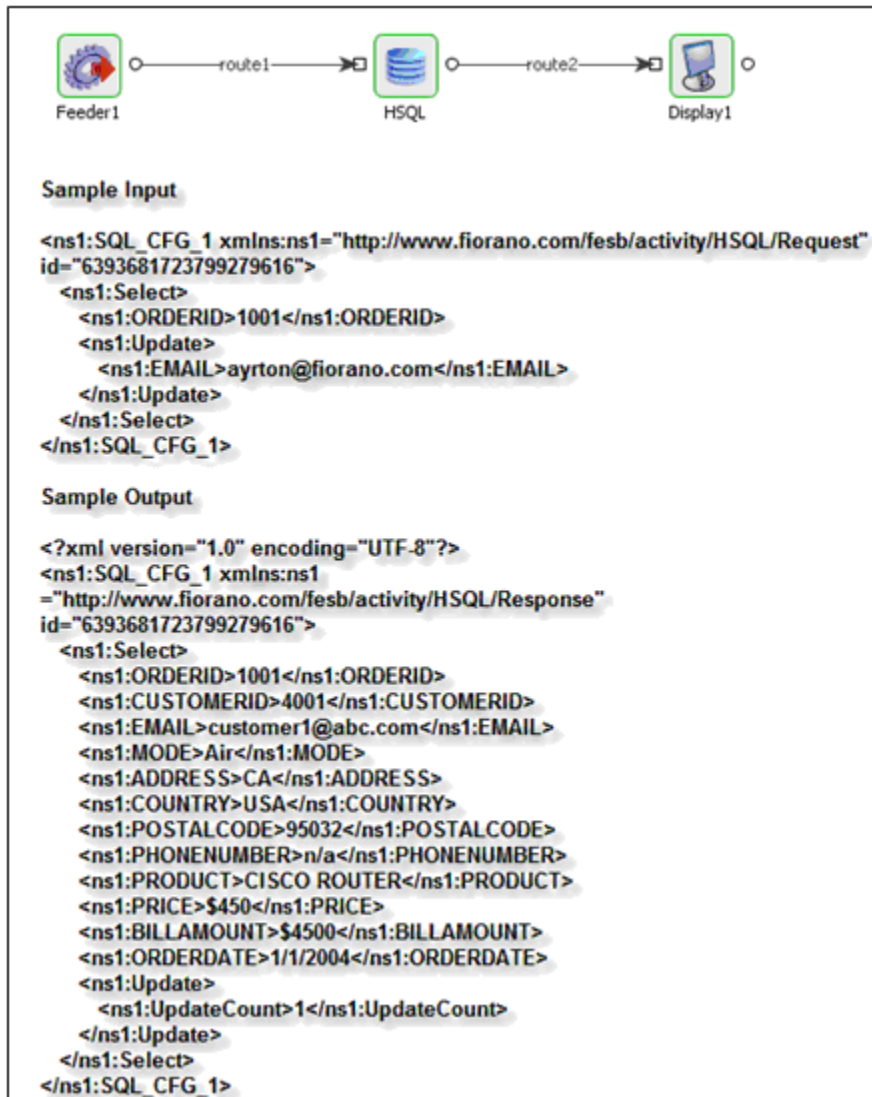 route1
route2
Feeder1
HSQL
Display1
Sample Input
<ns1:SQL_CFG_1 xmlns:ns1="http://www.fiorano.com/fesb/activity/HSQL/Request"
id="6393681723799279616">
<ns1:Select>
<ns1:ORDERID>1001</ns1:ORDERID>
<ns1:Update>
<ns1:EMAIL>ayrton@fiorano.com</ns1:EMAIL>
</ns1:Update>
</ns1:Select>
</ns1:SQL_CFG_1>
Sample Output
<?xml version="1.0" encoding="UTF-8"?>
<ns1:SQL_CFG_1 xmlns:ns1
="http://www.fiorano.com/fesb/activity/HSQL/Response"
id="6393681723799279616">
<ns1:Select>
<ns1:ORDERID>1001</ns1:ORDERID>
<ns1:CUSTOMERID>4001</ns1:CUSTOMERID>
<ns1:EMAIL>customer1@abc.com</ns1:EMAIL>
<ns1:MODE>Air</ns1:MODE>
<ns1:ADDRESS>CA</ns1:ADDRESS>
<ns1:COUNTRY>USA</ns1:COUNTRY>
<ns1:POSTALCODE>95032</ns1:POSTALCODE>
<ns1:PHONENUMBER>n/a</ns1:PHONENUMBER>
<ns1:PRODUCT>CISCO ROUTER</ns1:PRODUCT>
<ns1:PRICE>$450</ns1:PRICE>
<ns1:BILLAMOUNT>$4500</ns1:BILLAMOUNT>
<ns1:ORDERDATE>1/1/2004</ns1:ORDERDATE>
<ns1:Update>
<ns1:UpdateCount>1</ns1:UpdateCount>
</ns1:Update>
</ns1:Select>
</ns1:SQL_CFG_1>